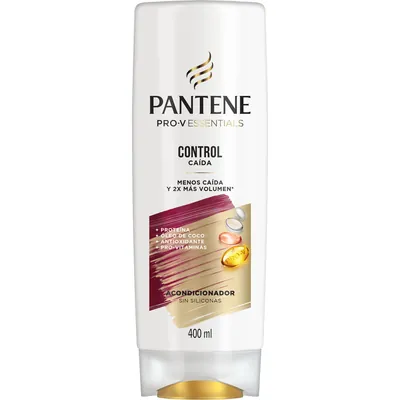 PANTENE
PRO-V ESSENTIALS
CONTROL
CAÍDA
MENOS CAÍDA
Y 2X MÁS VOLUMEN*
+ PROTEÍNA
+ ÓLEO DE COCO
+ ANTIOXIDANTE
+ PRO-VITAMINAS
ACONDICIONADOR
SIN SILICONAS
400 ml